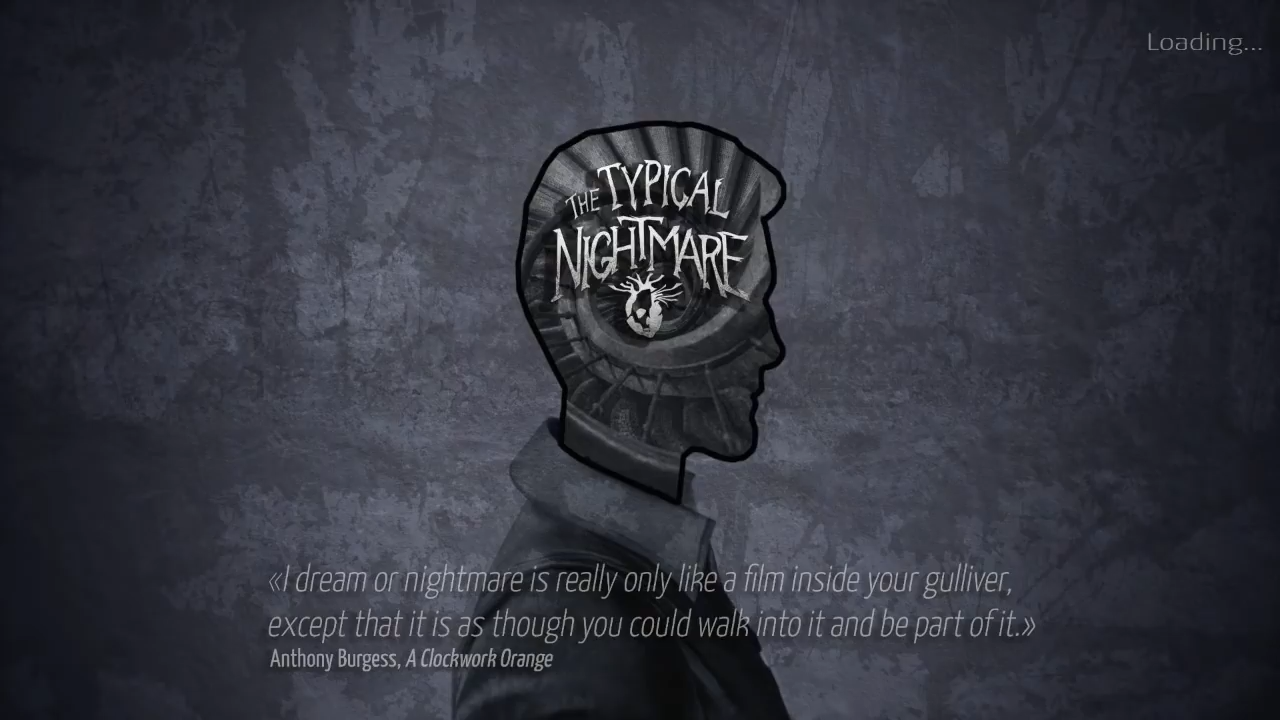 Loading...
THE TYPICAL
NIGHTMARE
«I dream or nightmare is really only like a film inside your gulliver,
except that it is as though you could walk into it and be part of it.»
Anthony Burgess, A Clockwork Orange